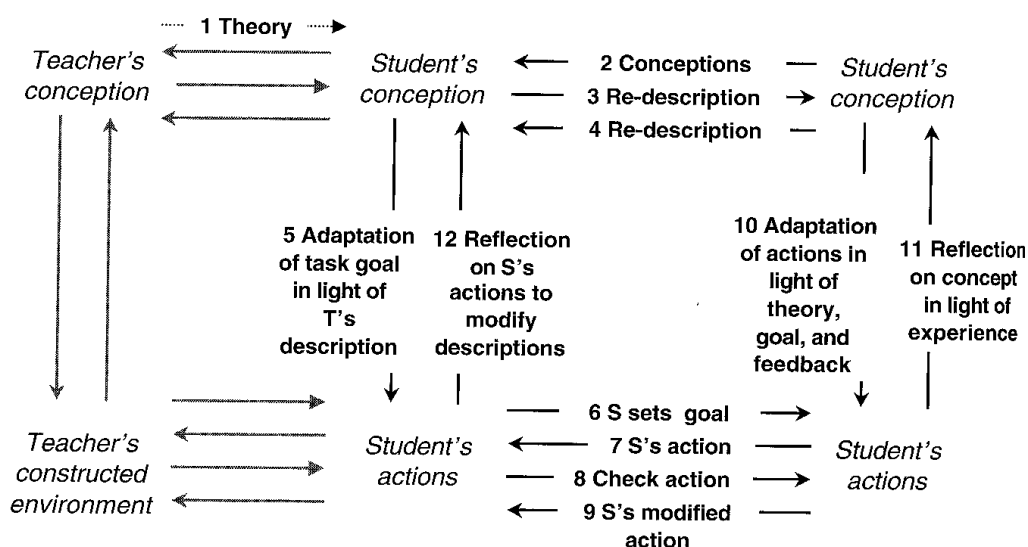 1 Theory
Teacher's
conception
Student's
conception
2 Conceptions
3 Re-description
4 Re-description
Student's
conception
5 Adaptation
of task goal
in light of
T's
description
12 Reflection
on S's
actions to
modify
descriptions
10 Adaptation
of actions in
light of
theory,
goal, and
feedback
11 Reflection
on concept
in light of
experience
Teacher's
constructed
environment
Student's
actions
6 S sets goal
7 S's action
8 Check action
9 S's modified
action
Student's
actions